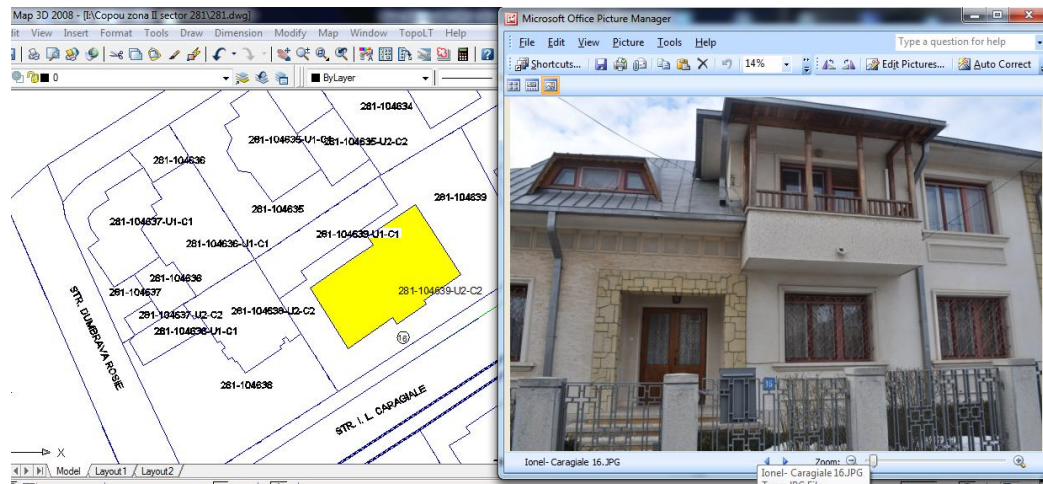 Map 3D 2008 - [I:\Copou zona II sector 281\281.dwg]
dit View Insert Format Tools Draw Dimension Modify Map Window TopoLT Help
0
ByLayer
281-104634
281-104635-U1-C1
281-104635-U2-C2
281-104636
281-104639
281-104635
281-104637-U1-C1
281-104639-U1-C1
281-104636-U1-C1
281-104636
281-104637
281-104639-U2-C2
281-104637-U2-C2
281-104638-U2-C2
281-104638-U1-C1
16
281-104638
STR. DUMBRAVA ROSIE
STR. I. L. CARAGIALE
X
Model
Layout1
Layout2
Microsoft Office Picture Manager
File Edit View Picture Tools Help
Type a question for help
Shortcuts...
14%
Edit Pictures...
Auto Correct
16
Ionel- Caragiale 16.JPG
Zoom:
Ionel- Caragiale 16.JPG